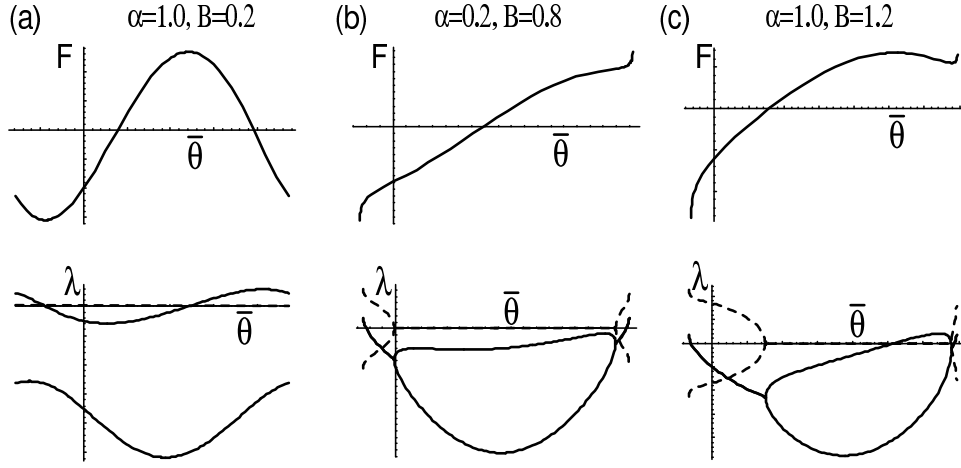 (a) α=1.0, B=0.2 (b) α=0.2, B=0.8 (c) α=1.0, B=1.2
F F F
θ̄ θ̄ θ̄
λ λ λ
θ̄ θ̄ θ̄